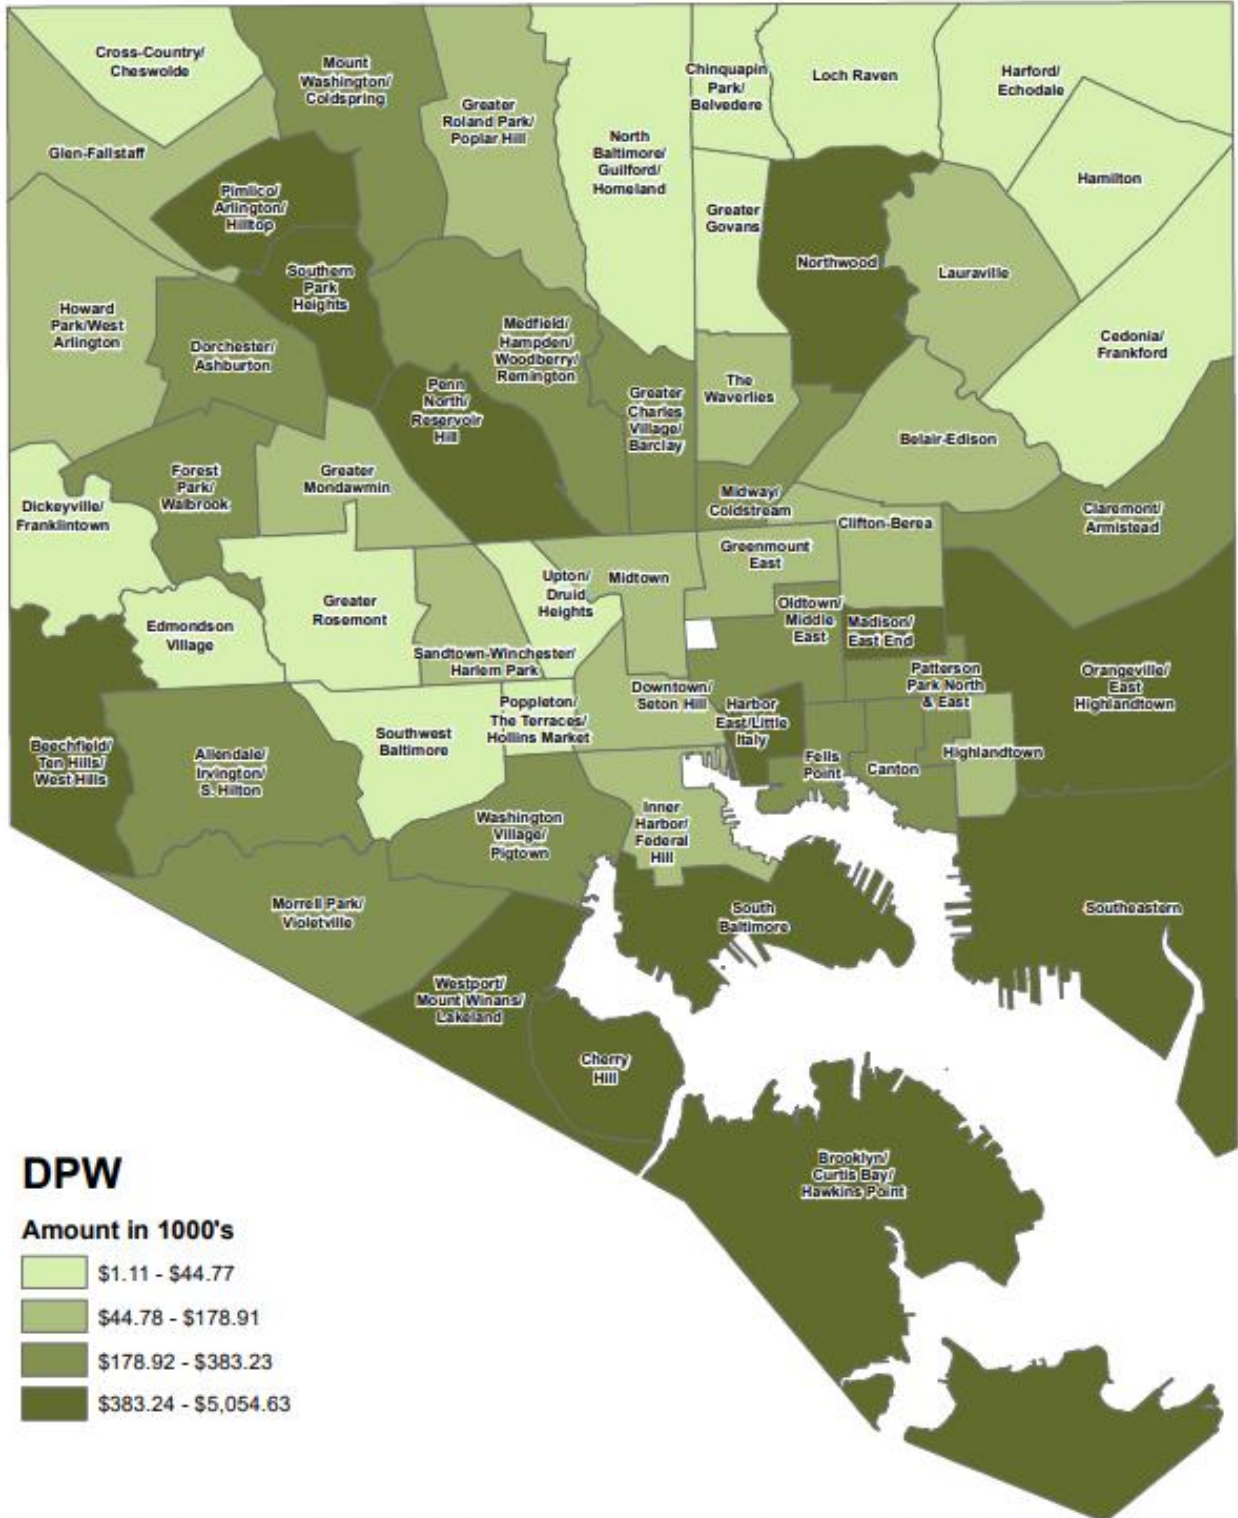 Cross-Country/
Cheswolde
Mount
Washington/
Coldspring
Greater
Roland Park/
Poplar Hill
North
Baltimore/
Guilford/
Homeland
Chinquapin
Park/
Belvedere
Loch Raven
Harford/
Echodale
Glen-Fallstaff
Pimlico/
Arlington/
Hilltop
Greater
Govans
Hamilton
Northwood
Lauraville
Southern
Park
Heights
Howard
Park/West
Arlington
Dorchester/
Ashburton
Medfield/
Hampden/
Woodberry/
Remington
Cedonia/
Frankford
Penn
North/
Reservoir
Hill
Greater
Charles
Village/
Barclay
The
Waverlies
Belair-Edison
Forest
Park/
Walbrook
Greater
Mondawmin
Midway/
Coldstream
Dickeyville/
Franklintown
Clifton-Berea
Claremont/
Armistead
Greenmount
East
Upton/
Druid
Heights
Midtown
Greater
Rosemont
Edmondson
Village
Oldtown/
Middle
East
Madison/
East End
Sandtown-Winchester/
Harlem Park
Patterson
Park North
& East
Orangeville/
East
Highlandtown
Downtown/
Seton Hill
Harbor
East/Little
Italy
Poppleton/
The Terraces/
Hollins Market
Southwest
Baltimore
Beechfield/
Ten Hills/
West Hills
Allendale/
Irvington/
S. Hilton
Fells
Point
Canton
Highlandtown
Inner
Harbor/
Federal
Hill
Washington
Village/
Pigtown
Morrell Park/
Violetville
South
Baltimore
Southeastern
Westport/
Mount Winans/
Lakeland
Cherry
Hill
Brooklyn/
Curtis Bay/
Hawkins Point
DPW
Amount in 1000's
$1.11 - $44.77
$44.78 - $178.91
$178.92 - $383.23
$383.24 - $5,054.63